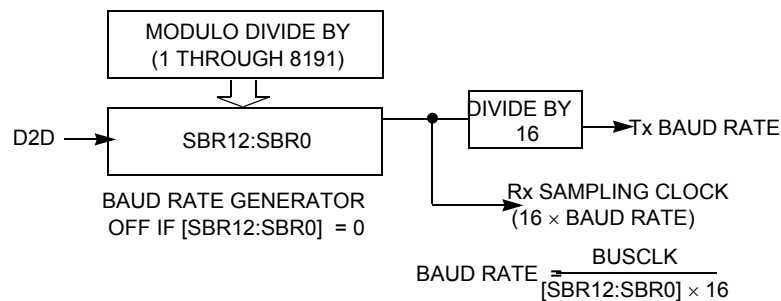 MODULO DIVIDE BY
(1 THROUGH 8191)
D2D
SBR12:SBR0
DIVIDE BY
16
Tx BAUD RATE
BAUD RATE GENERATOR
OFF IF [SBR12:SBR0] = 0
Rx SAMPLING CLOCK
(16 × BAUD RATE)
BAUD RATE =
BUSCLK
[SBR12:SBR0] × 16